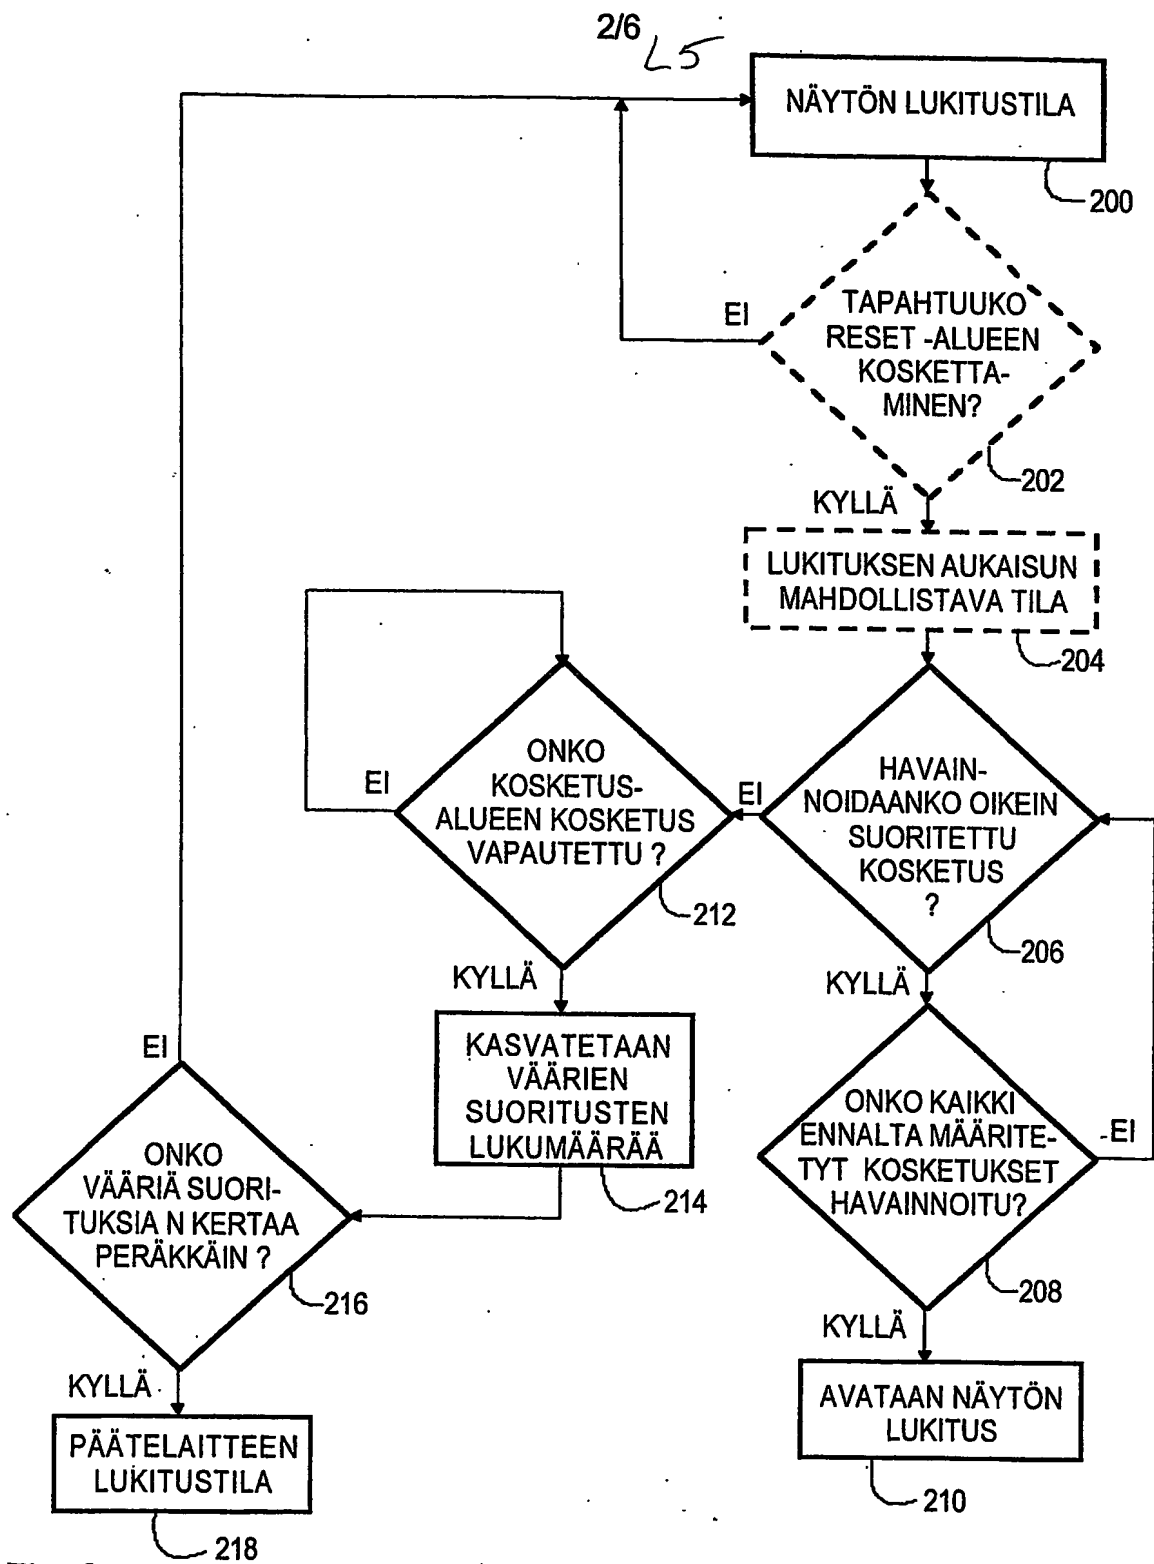 2/6
L5
NÄYTÖN LUKITUSTILA
200
TAPAHTUUKO
RESET -ALUEEN
KOSKETTA-
MINEN?
EI
202
KYLLÄ
LUKITUKSEN AUKAISUN
MAHDOLLISTAVA TILA
204
HAVAIN-
NOIDAANKO OIKEIN
SUORITETTU
KOSKETUS
?
EI
206
KYLLÄ
ONKO
KOSKETUS-
ALUEEN KOSKETUS
VAPAUTETTU ?
EI
212
KYLLÄ
KASVATETAAN
VÄÄRIEN
SUORITUSTEN
LUKUMÄÄRÄÄ
214
ONKO KAIKKI
ENNALTA MÄÄRITE-
TYT KOSKETUKSET
HAVAINNOITU?
EI
208
KYLLÄ
AVATAAN NÄYTÖN
LUKITUS
210
EI
ONKO
VÄÄRIÄ SUORI-
TUKSIA N KERTAA
PERÄKKÄIN ?
216
KYLLÄ
PÄÄTELAITTEEN
LUKITUSTILA
218